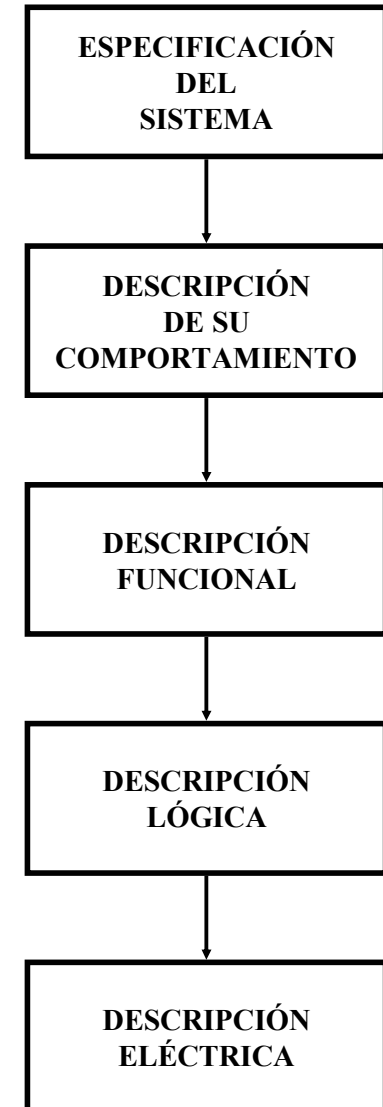 ESPECIFICACIÓN
DEL
SISTEMA
DESCRIPCIÓN
DE SU
COMPORTAMIENTO
DESCRIPCIÓN
FUNCIONAL
DESCRIPCIÓN
LÓGICA
DESCRIPCIÓN
ELÉCTRICA